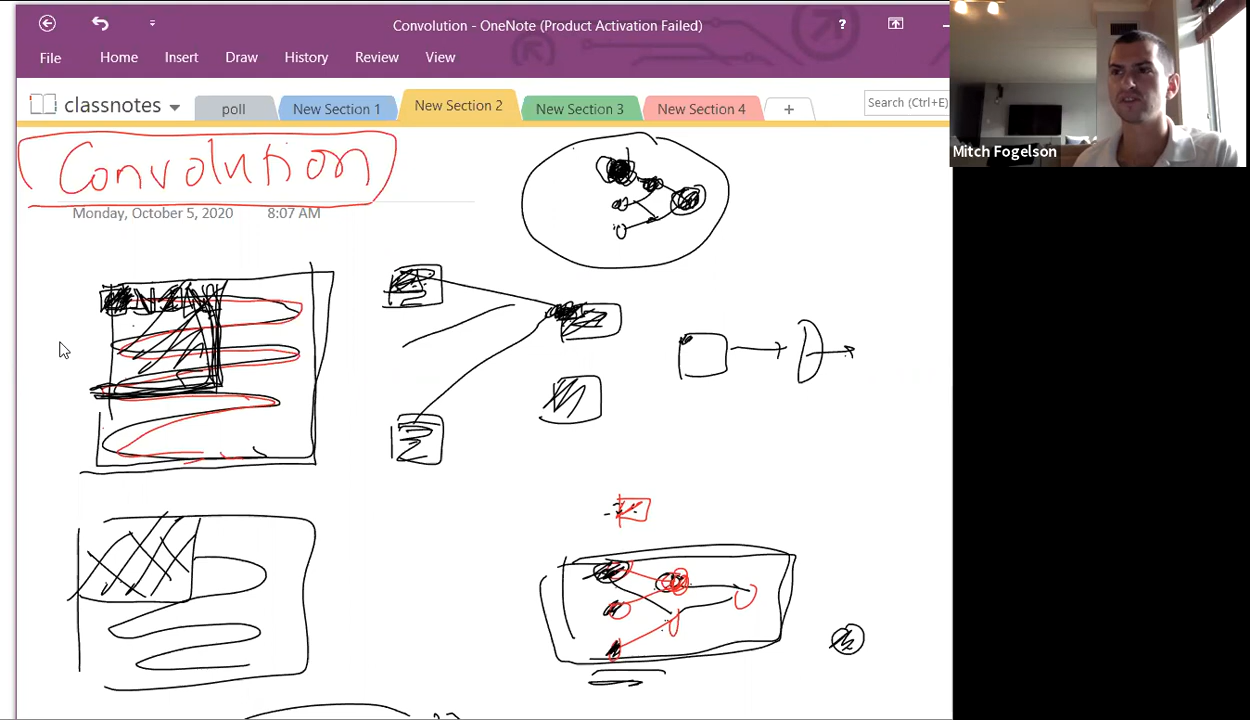 Convolution - OneNote (Product Activation Failed)
?
File Home Insert Draw History Review View
classnotes poll New Section 1 New Section 2 New Section 3 New Section 4 + Search (Ctrl+E)
Mitch Fogelson
Convolution
Monday, October 5, 2020 8:07 AM